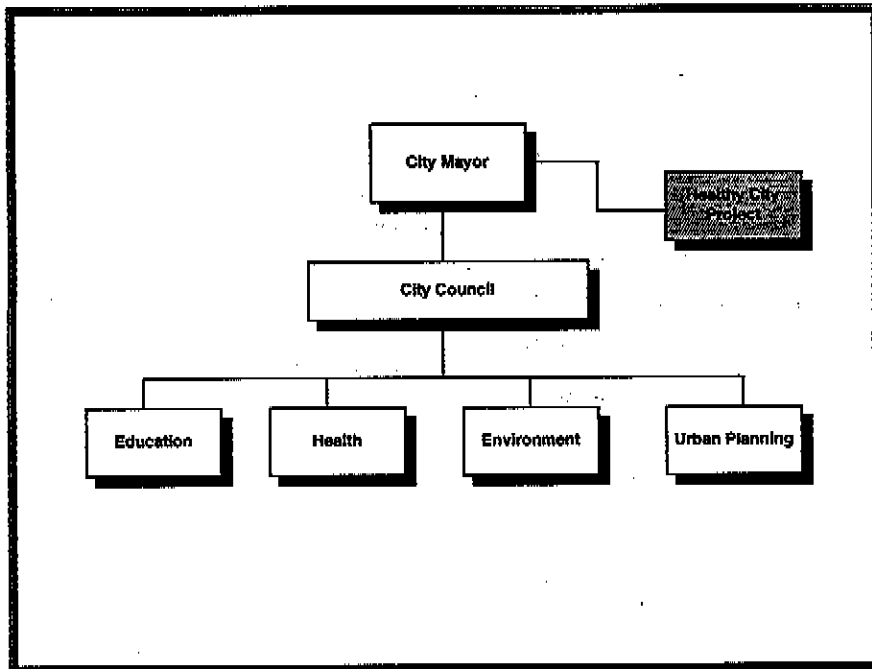 City Mayor
Healthy City
Project
City Council
Education
Health
Environment
Urban Planning